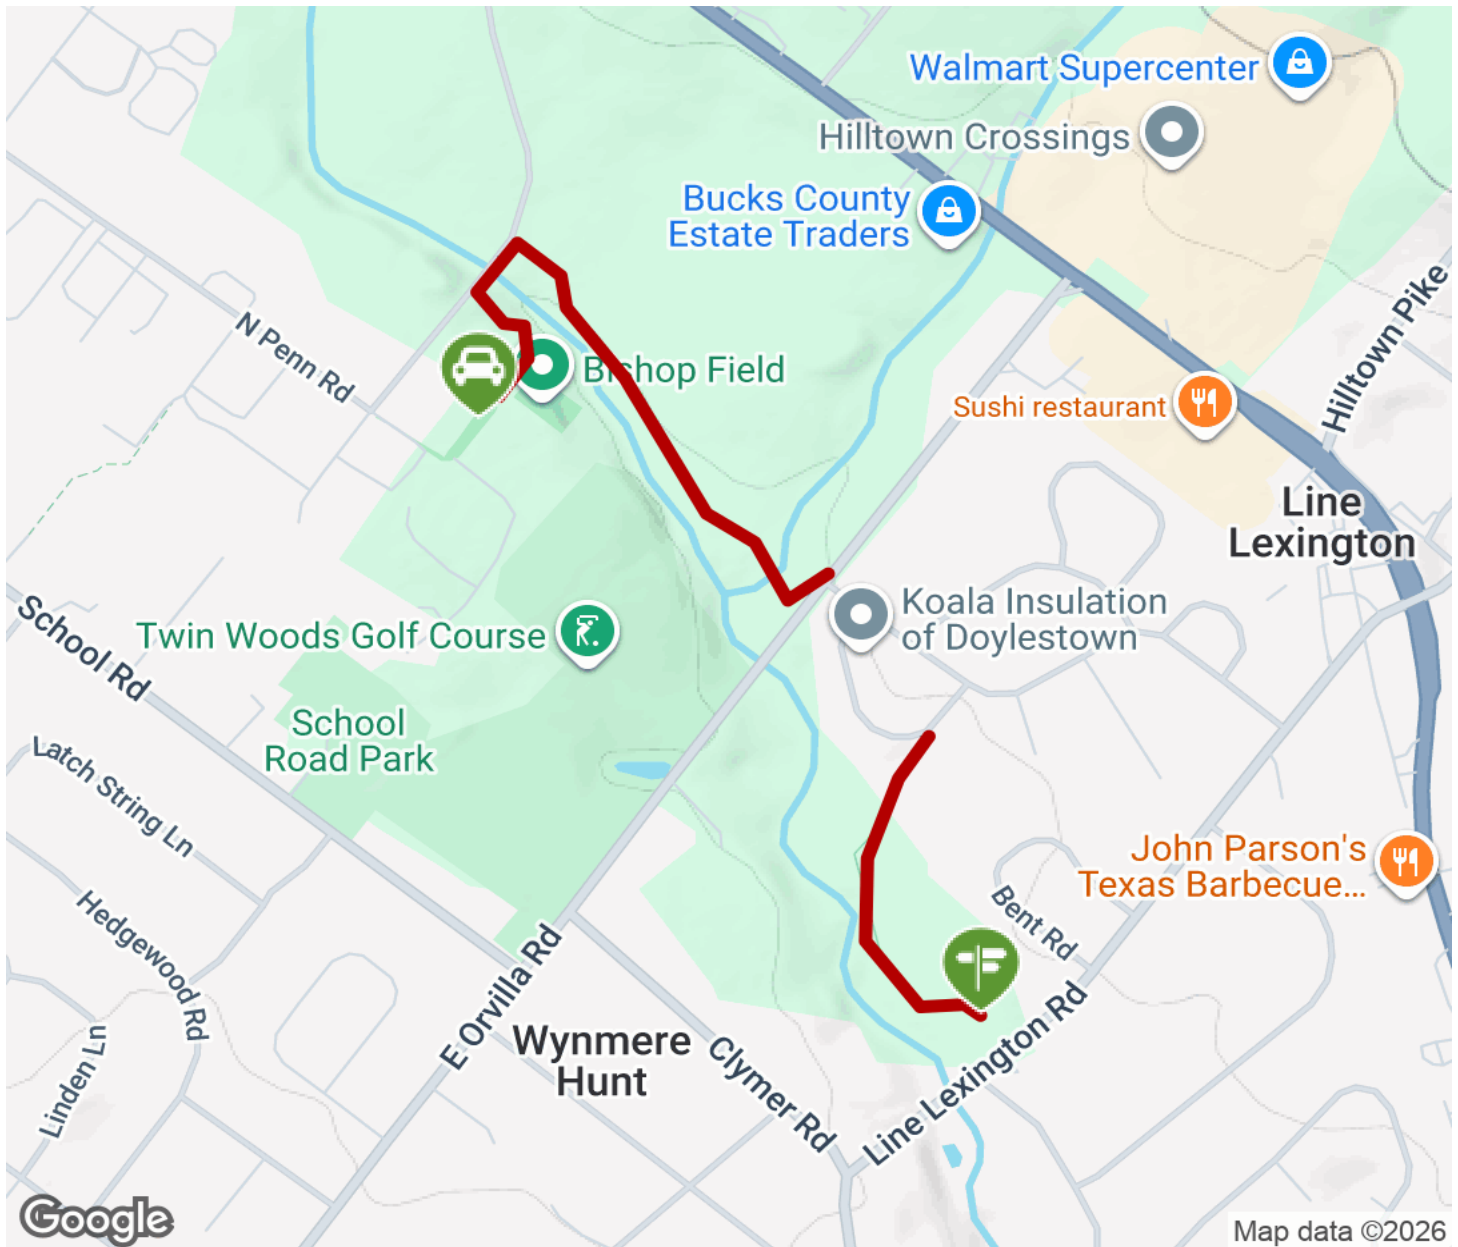 Walmart Supercenter
Hilltown Crossings
Bucks County
Estate Traders
Hilltown Pike
N Penn Rd
Bishop Field
Sushi restaurant
Line
Lexington
Koala Insulation
of Doylestown
School Rd
Twin Woods Golf Course
School
Road Park
Latch String Ln
John Parson's
Texas Barbecue...
Bent Rd
Hedgewood Rd
E Orvilla Rd
Linden Ln
Wynmere
Hunt
Clymer Rd
Line Lexington Rd
Google
Map data ©2026